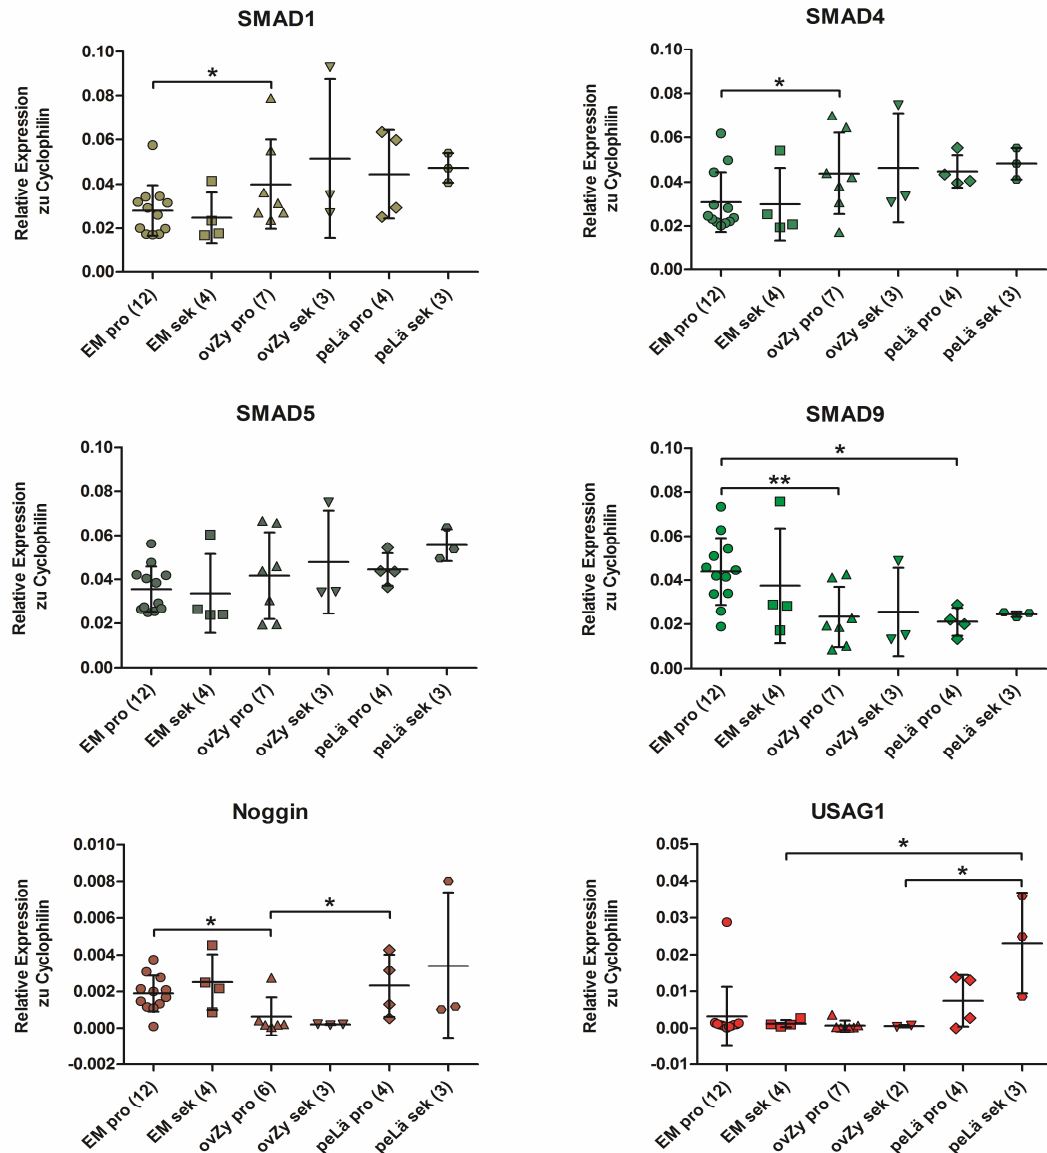 SMAD1
Relative Expression
zu Cyclophilin
0.10
0.08
0.06
0.04
0.02
0.00
*
EM pro (12)
EM sek (4)
ovZy pro (7)
ovZy sek (3)
peLä pro (4)
peLä sek (3)
SMAD4
Relative Expression
zu Cyclophilin
0.10
0.08
0.06
0.04
0.02
0.00
*
EM pro (12)
EM sek (4)
ovZy pro (7)
ovZy sek (3)
peLä pro (4)
peLä sek (3)
SMAD5
Relative Expression
zu Cyclophilin
0.10
0.08
0.06
0.04
0.02
0.00
EM pro (12)
EM sek (4)
ovZy pro (7)
ovZy sek (3)
peLä pro (4)
peLä sek (3)
SMAD9
Relative Expression
zu Cyclophilin
0.10
0.08
0.06
0.04
0.02
0.00
*
**
EM pro (12)
EM sek (4)
ovZy pro (7)
ovZy sek (3)
peLä pro (4)
peLä sek (3)
Noggin
Relative Expression
zu Cyclophilin
0.010
0.008
0.006
0.004
0.002
0.000
-0.002
*
*
EM pro (12)
EM sek (4)
ovZy pro (6)
ovZy sek (3)
peLä pro (4)
peLä sek (3)
USAG1
Relative Expression
zu Cyclophilin
0.05
0.04
0.03
0.02
0.01
0.00
-0.01
*
*
EM pro (12)
EM sek (4)
ovZy pro (7)
ovZy sek (2)
peLä pro (4)
peLä sek (3)